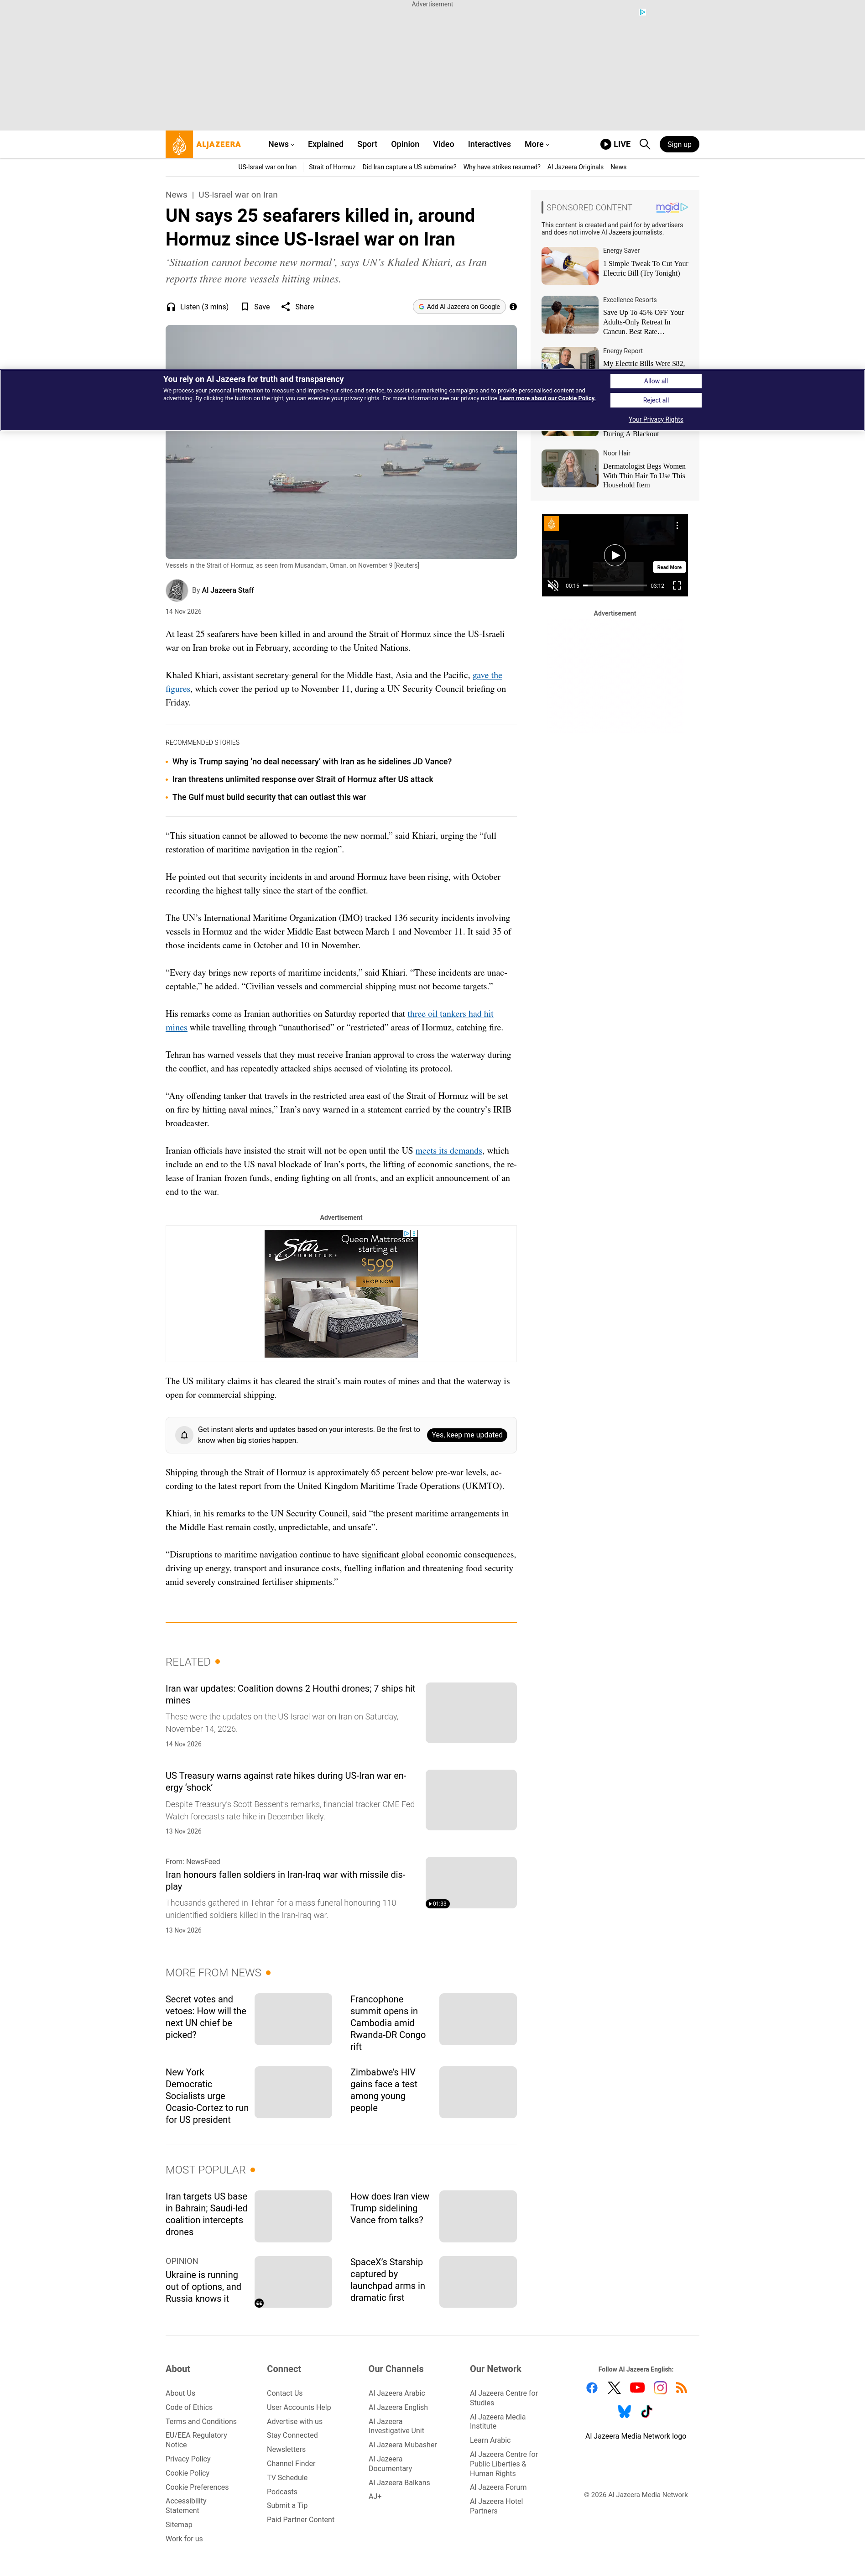 Advertisement
ALJAZEERA
News
Explained
Sport
Opinion
Video
Interactives
More
LIVE
Sign up
US-Israel war on Iran
Strait of Hormuz
Did Iran capture a US submarine?
Why have strikes resumed?
Al Jazeera Originals
News
News | US-Israel war on Iran
UN says 25 seafarers killed in, around
Hormuz since US-Israel war on Iran
‘Situation cannot become new normal’, says UN’s Khaled Khiari, as Iran
reports three more vessels hitting mines.
Listen (3 mins)
Save
Share
Add Al Jazeera on Google
SPONSORED CONTENT
mgid
This content is created and paid for by advertisers
and does not involve Al Jazeera journalists.
Energy Saver
1 Simple Tweak To Cut Your
Electric Bill (Try Tonight)
Excellence Resorts
Save Up To 45% OFF Your
Adults-Only Retreat In
Cancun. Best Rate…
Energy Report
My Electric Bills Were $82,
You rely on Al Jazeera for truth and transparency
We process your personal information to measure and improve our sites and service, to assist our marketing campaigns and to provide personalised content and
advertising. By clicking the button on the right, you can exercise your privacy rights. For more information see our privacy notice Learn more about our Cookie Policy.
Allow all
Reject all
Your Privacy Rights
During A Blackout
Noor Hair
Dermatologist Begs Women
With Thin Hair To Use This
Household Item
Read More
00:15
03:12
Advertisement
Vessels in the Strait of Hormuz, as seen from Musandam, Oman, on November 9 [Reuters]
By Al Jazeera Staff
14 Nov 2026
At least 25 seafarers have been killed in and around the Strait of Hormuz since the US-Israeli
war on Iran broke out in February, according to the United Nations.
Khaled Khiari, assistant secretary-general for the Middle East, Asia and the Pacific, gave the
figures, which cover the period up to November 11, during a UN Security Council briefing on
Friday.
RECOMMENDED STORIES
Why is Trump saying ‘no deal necessary’ with Iran as he sidelines JD Vance?
Iran threatens unlimited response over Strait of Hormuz after US attack
The Gulf must build security that can outlast this war
“This situation cannot be allowed to become the new normal,” said Khiari, urging the “full
restoration of maritime navigation in the region”.
He pointed out that security incidents in and around Hormuz have been rising, with October
recording the highest tally since the start of the conflict.
The UN’s International Maritime Organization (IMO) tracked 136 security incidents involving
vessels in Hormuz and the wider Middle East between March 1 and November 11. It said 35 of
those incidents came in October and 10 in November.
“Every day brings new reports of maritime incidents,” said Khiari. “These incidents are unac-
ceptable,” he added. “Civilian vessels and commercial shipping must not become targets.”
His remarks come as Iranian authorities on Saturday reported that three oil tankers had hit
mines while travelling through “unauthorised” or “restricted” areas of Hormuz, catching fire.
Tehran has warned vessels that they must receive Iranian approval to cross the waterway during
the conflict, and has repeatedly attacked ships accused of violating its protocol.
“Any offending tanker that travels in the restricted area east of the Strait of Hormuz will be set
on fire by hitting naval mines,” Iran’s navy warned in a statement carried by the country’s IRIB
broadcaster.
Iranian officials have insisted the strait will not be open until the US meets its demands, which
include an end to the US naval blockade of Iran’s ports, the lifting of economic sanctions, the re-
lease of Iranian frozen funds, ending fighting on all fronts, and an explicit announcement of an
end to the war.
Advertisement
Star
STAR FURNITURE
Queen Mattresses
starting at
$599
SHOP NOW
The US military claims it has cleared the strait’s main routes of mines and that the waterway is
open for commercial shipping.
Get instant alerts and updates based on your interests. Be the first to
know when big stories happen.
Yes, keep me updated
Shipping through the Strait of Hormuz is approximately 65 percent below pre-war levels, ac-
cording to the latest report from the United Kingdom Maritime Trade Operations (UKMTO).
Khiari, in his remarks to the UN Security Council, said “the present maritime arrangements in
the Middle East remain costly, unpredictable, and unsafe”.
“Disruptions to maritime navigation continue to have significant global economic consequences,
driving up energy, transport and insurance costs, fuelling inflation and threatening food security
amid severely constrained fertiliser shipments.”
RELATED
Iran war updates: Coalition downs 2 Houthi drones; 7 ships hit
mines
These were the updates on the US-Israel war on Iran on Saturday,
November 14, 2026.
14 Nov 2026
US Treasury warns against rate hikes during US-Iran war en-
ergy ‘shock’
Despite Treasury’s Scott Bessent’s remarks, financial tracker CME Fed
Watch forecasts rate hike in December likely.
13 Nov 2026
From: NewsFeed
Iran honours fallen soldiers in Iran-Iraq war with missile dis-
play
Thousands gathered in Tehran for a mass funeral honouring 110
unidentified soldiers killed in the Iran-Iraq war.
01:33
13 Nov 2026
MORE FROM NEWS
Secret votes and
vetoes: How will the
next UN chief be
picked?
Francophone
summit opens in
Cambodia amid
Rwanda-DR Congo
rift
New York
Democratic
Socialists urge
Ocasio-Cortez to run
for US president
Zimbabwe’s HIV
gains face a test
among young
people
MOST POPULAR
Iran targets US base
in Bahrain; Saudi-led
coalition intercepts
drones
How does Iran view
Trump sidelining
Vance from talks?
OPINION
Ukraine is running
out of options, and
Russia knows it
SpaceX’s Starship
captured by
launchpad arms in
dramatic first
About
About Us
Code of Ethics
Terms and Conditions
EU/EEA Regulatory
Notice
Privacy Policy
Cookie Policy
Cookie Preferences
Accessibility
Statement
Sitemap
Work for us
Connect
Contact Us
User Accounts Help
Advertise with us
Stay Connected
Newsletters
Channel Finder
TV Schedule
Podcasts
Submit a Tip
Paid Partner Content
Our Channels
Al Jazeera Arabic
Al Jazeera English
Al Jazeera
Investigative Unit
Al Jazeera Mubasher
Al Jazeera
Documentary
Al Jazeera Balkans
AJ+
Our Network
Al Jazeera Centre for
Studies
Al Jazeera Media
Institute
Learn Arabic
Al Jazeera Centre for
Public Liberties &
Human Rights
Al Jazeera Forum
Al Jazeera Hotel
Partners
Follow Al Jazeera English:
Al Jazeera Media Network logo
© 2026 Al Jazeera Media Network